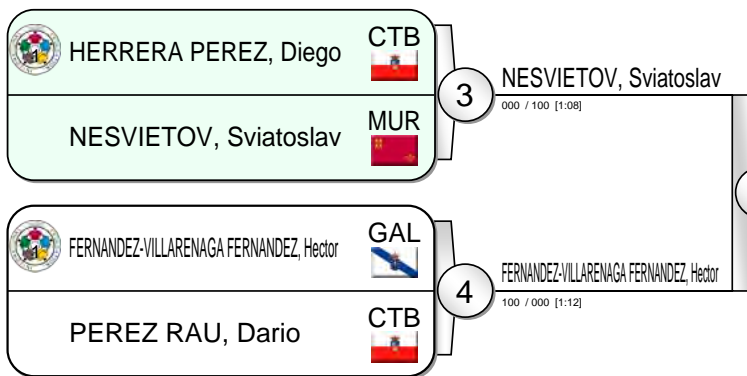 HERRERA PEREZ, Diego CTB
NESVIETOV, Sviatoslav MUR
3
NESVIETOV, Sviatoslav
000 / 100 [1:08]
FERNANDEZ-VILLARENAGA FERNANDEZ, Hector GAL
PEREZ RAU, Dario CTB
4
FERNANDEZ-VILLARENAGA FERNANDEZ, Hector
100 / 000 [1:12]